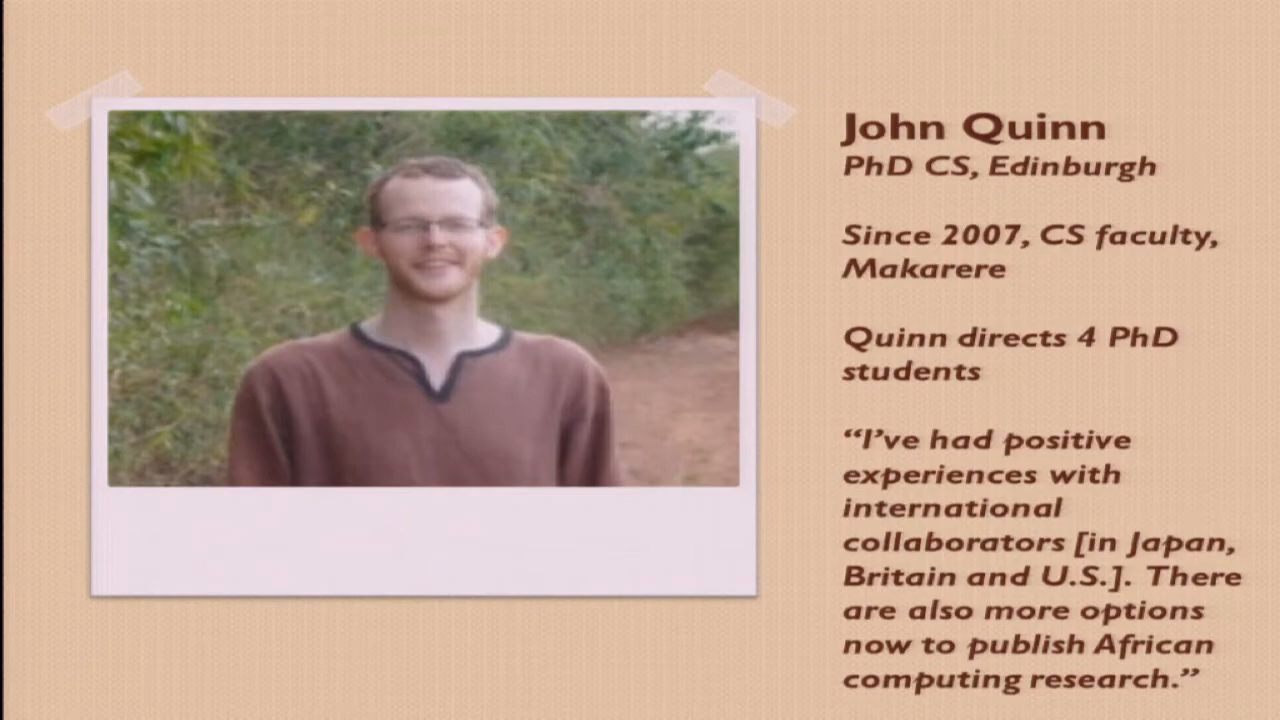 John Quinn
PhD CS, Edinburgh
Since 2007, CS faculty,
Makarere
Quinn directs 4 PhD
students
“I’ve had positive
experiences with
international
collaborators [in Japan,
Britain and U.S.]. There
are also more options
now to publish African
computing research.”